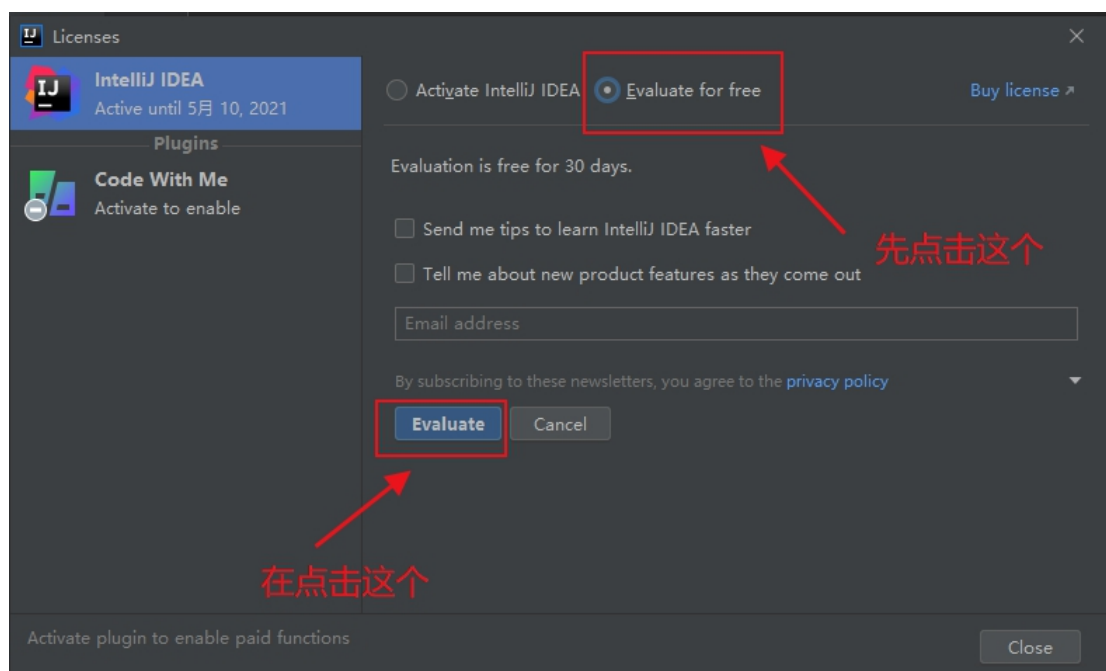 IJ Licenses
IJ IntelliJ IDEA
Active until 5月 10, 2021
Plugins
Code With Me
Activate to enable
Activate IntelliJ IDEA Evaluate for free Buy license
Evaluation is free for 30 days.
Send me tips to learn IntelliJ IDEA faster
先点击这个
Tell me about new product features as they come out
Email address
By subscribing to these newsletters, you agree to the privacy policy
Evaluate Cancel
在点击这个
Activate plugin to enable paid functions
Close